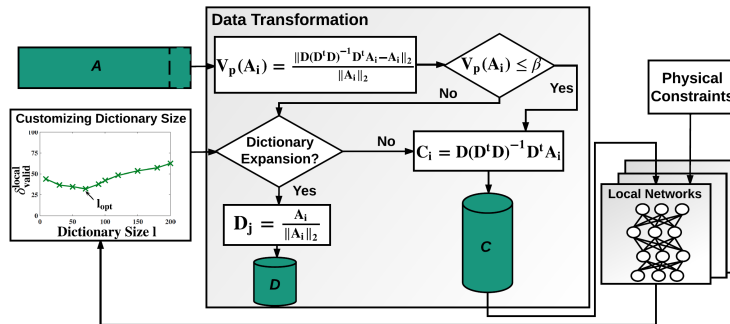 Data Transformation
A
V_p(A_i) = ‖D(D^tD)^{-1}D^tA_i−A_i‖_2 / ‖A_i‖_2
V_p(A_i) ≤ β
No
Yes
Physical
Constraints
Customizing Dictionary Size
100
75
50
25
0
δ^local_valid
l_opt
0 50 100 150 200
Dictionary Size l
Dictionary
Expansion?
No
C_i = D(D^tD)^{-1}D^tA_i
Yes
D_j = A_i / ‖A_i‖_2
D
C
Local Networks